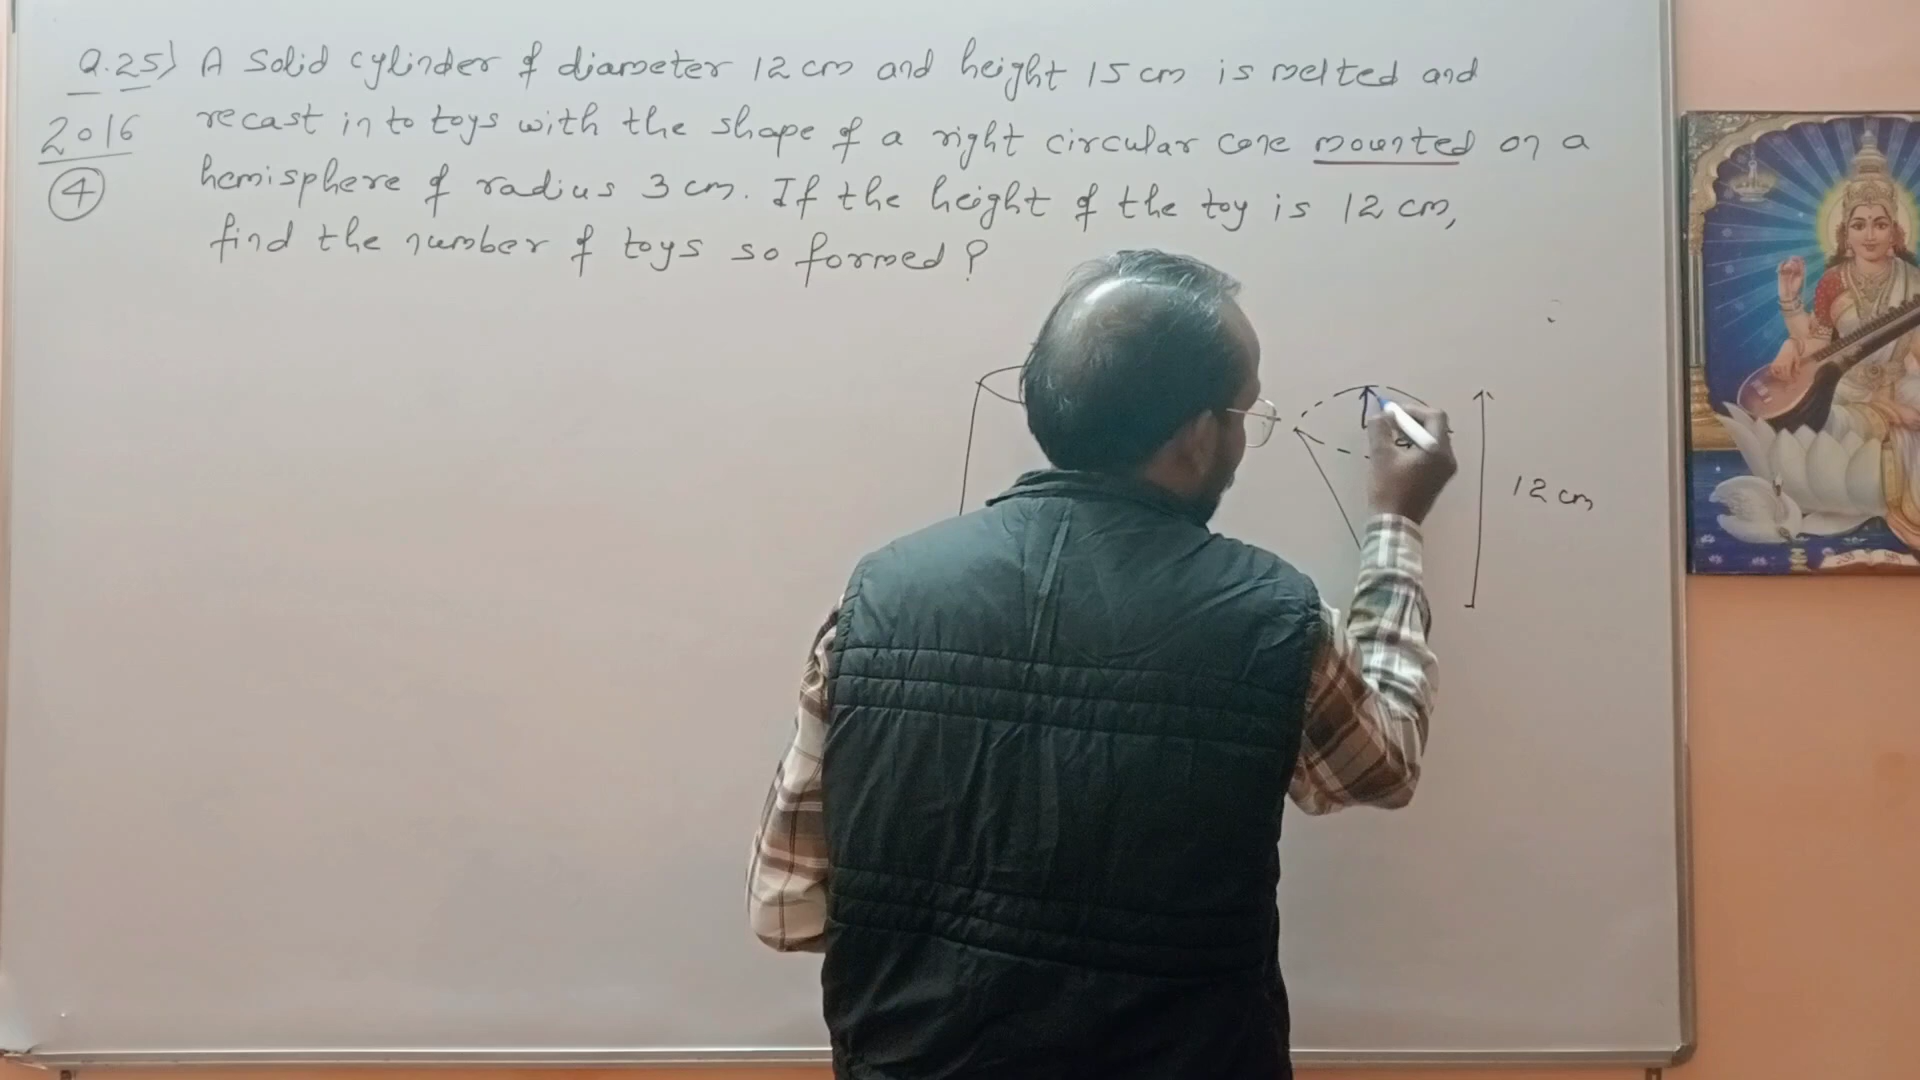 Q.25) A solid cylinder of diameter 12 cm and height 15 cm is melted and
2016 recast in to toys with the shape of a right circular cone mounted on a
4 hemisphere of radius 3 cm. If the height of the toy is 12 cm,
find the number of toys so formed?
12 cm